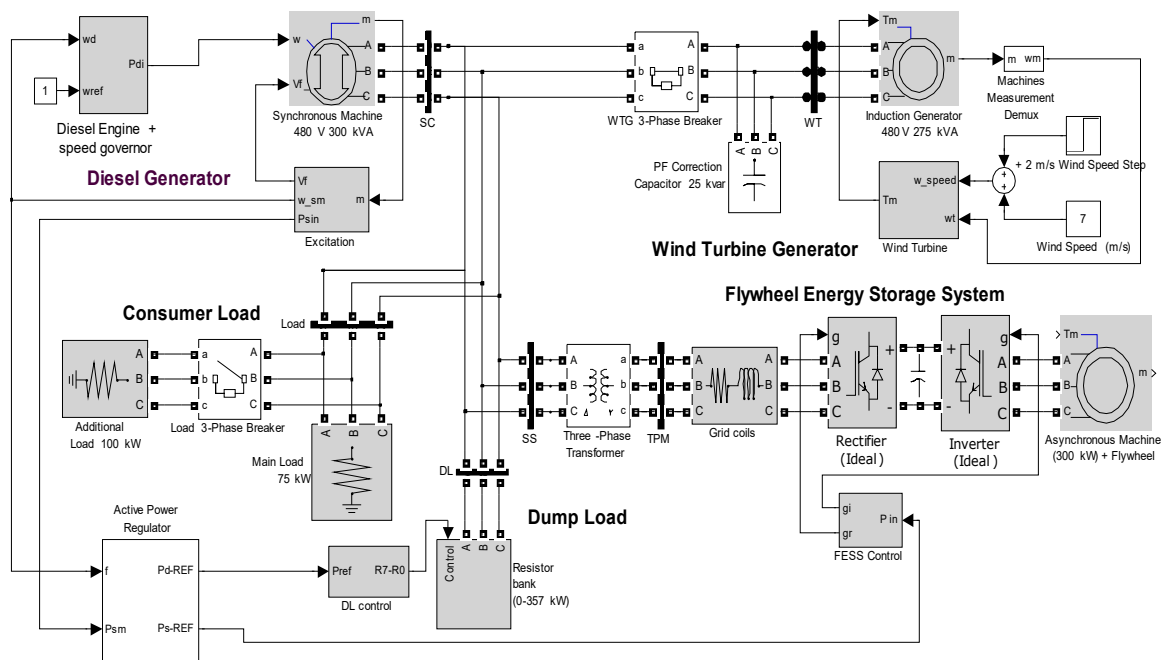 wd
Pdi
1
wref
Diesel Engine +
speed governor
Diesel Generator
m
w
A
B
Vf
C
Synchronous Machine
480 V 300 kVA
SC
Vf
w_sm
m
Psin
Excitation
a
A
b
B
c
C
WTG 3-Phase Breaker
A
B
C
PF Correction
Capacitor 25 kvar
WT
Tm
A
B
m
C
Induction Generator
480 V 275 kVA
m
wm
Machines
Measurement
Demux
+ 2 m/s Wind Speed Step
+
+
w_speed
Tm
wt
Wind Turbine
7
Wind Speed (m/s)
Wind Turbine Generator
Consumer Load
Load
A
B
C
Additional
Load 100 kW
a
A
b
B
c
C
Load 3-Phase Breaker
A
B
C
Main Load
75 kW
Flywheel Energy Storage System
SS
A
a
B
b
C
c
۵
۲
Three -Phase
Transformer
TPM
A
A
B
B
C
C
Grid coils
g
A
+
B
C
-
Rectifier
(Ideal)
g
+
A
B
-
C
Inverter
(Ideal)
Tm
A
m
B
C
Asynchronous Machine
(300 kW) + Flywheel
gi
P in
gr
FESS Control
DL
Dump Load
Active Power
Regulator
f
Pd-REF
Psm
Ps-REF
Pref
R7-R0
DL control
Control
A
B
C
Resistor
bank
(0-357 kW)